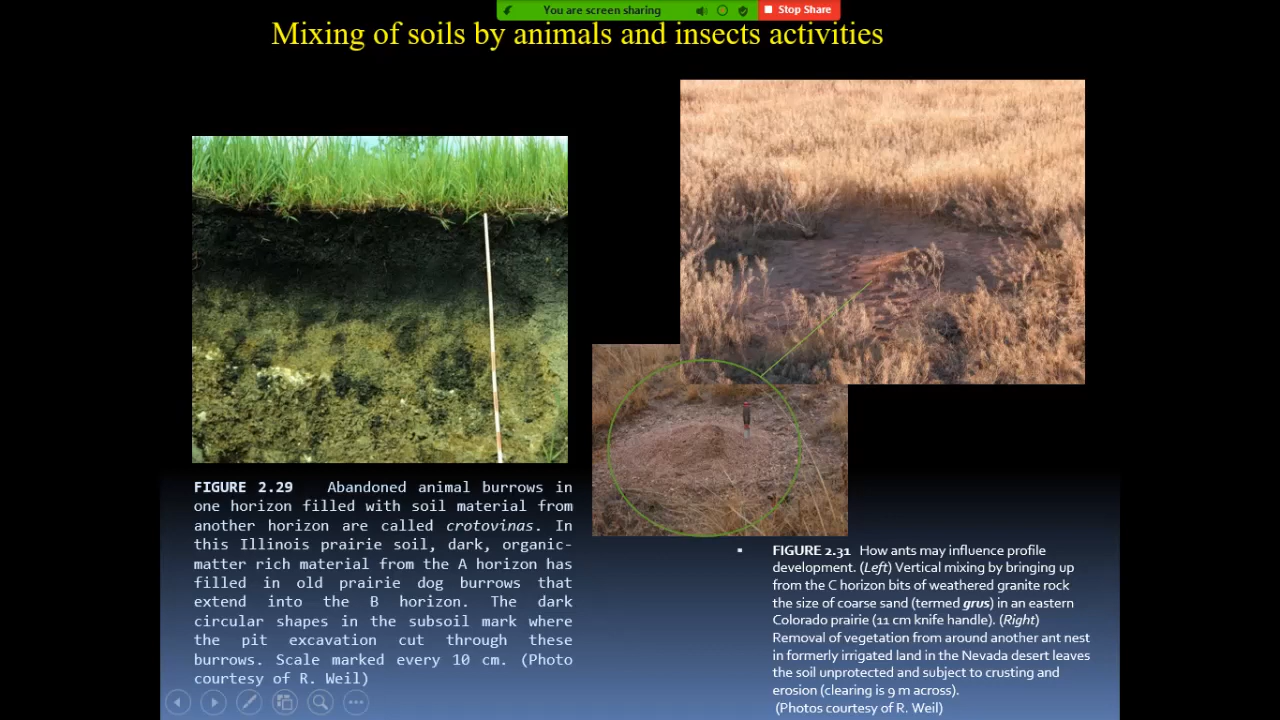 You are screen sharing
Stop Share
Mixing of soils by animals and insects activities
FIGURE 2.29 Abandoned animal burrows in
one horizon filled with soil material from
another horizon are called crotovinas. In
this Illinois prairie soil, dark, organic-
matter rich material from the A horizon has
filled in old prairie dog burrows that
extend into the B horizon. The dark
circular shapes in the subsoil mark where
the pit excavation cut through these
burrows. Scale marked every 10 cm. (Photo
courtesy of R. Weil)
▪ FIGURE 2.31 How ants may influence profile
development. (Left) Vertical mixing by bringing up
from the C horizon bits of weathered granite rock
the size of coarse sand (termed grus) in an eastern
Colorado prairie (11 cm knife handle). (Right)
Removal of vegetation from around another ant nest
in formerly irrigated land in the Nevada desert leaves
the soil unprotected and subject to crusting and
erosion (clearing is 9 m across).
(Photos courtesy of R. Weil)